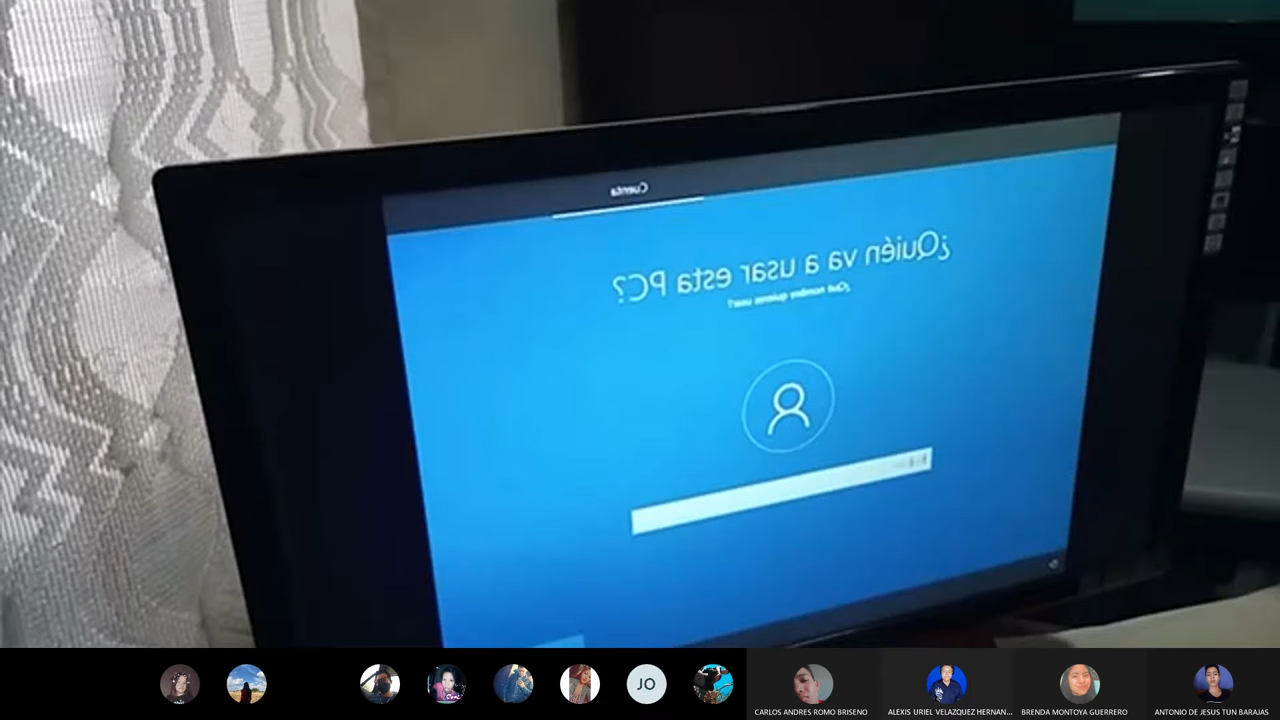 Cuenta
¿Quién va a usar esta PC?
¿Qué nombre quieres usar?
JO
CARLOS ANDRES ROMO BRISENO
ALEXIS URIEL VELAZQUEZ HERNAN...
BRENDA MONTOYA GUERRERO
ANTONIO DE JESUS TUN BARAJAS